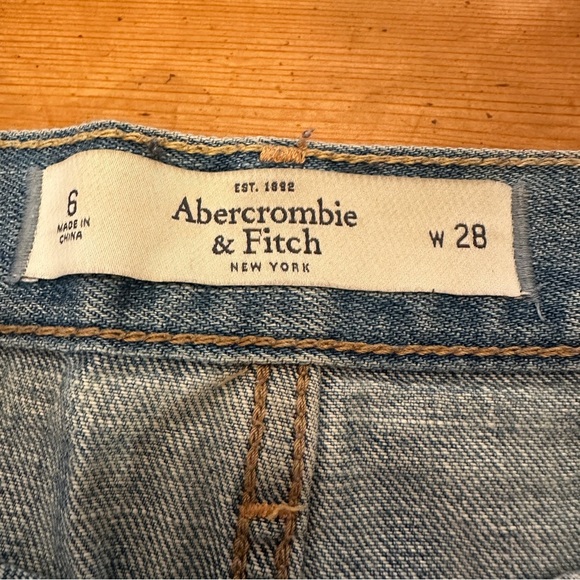 6
MADE IN
CHINA
EST. 1892
Abercrombie
& Fitch
NEW YORK
W 28